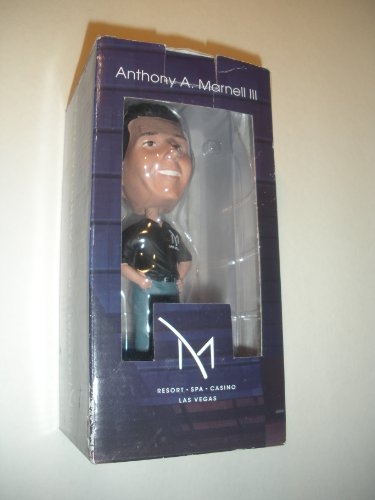 Anthony A. Marnell III
M
M
RESORT • SPA • CASINO
LAS VEGAS